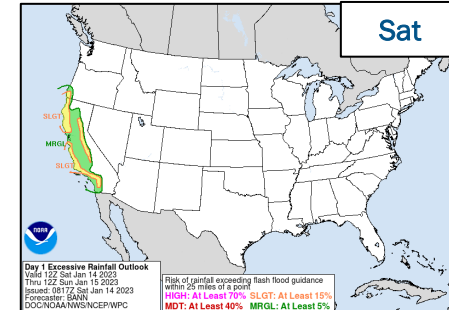 Sat
SLGT
MRGL
SLGT
NOAA
Day 1 Excessive Rainfall Outlook
Valid 12Z Sat Jan 14 2023
Thru 12Z Sun Jan 15 2023
Issued: 0817Z Sat Jan 14 2023
Forecaster: BANN
DOC/NOAA/NWS/NCEP/WPC
Risk of rainfall exceeding flash flood guidance
within 25 miles of a point.
HIGH: At Least 70% SLGT: At Least 15%
MDT: At Least 40% MRGL: At Least 5%